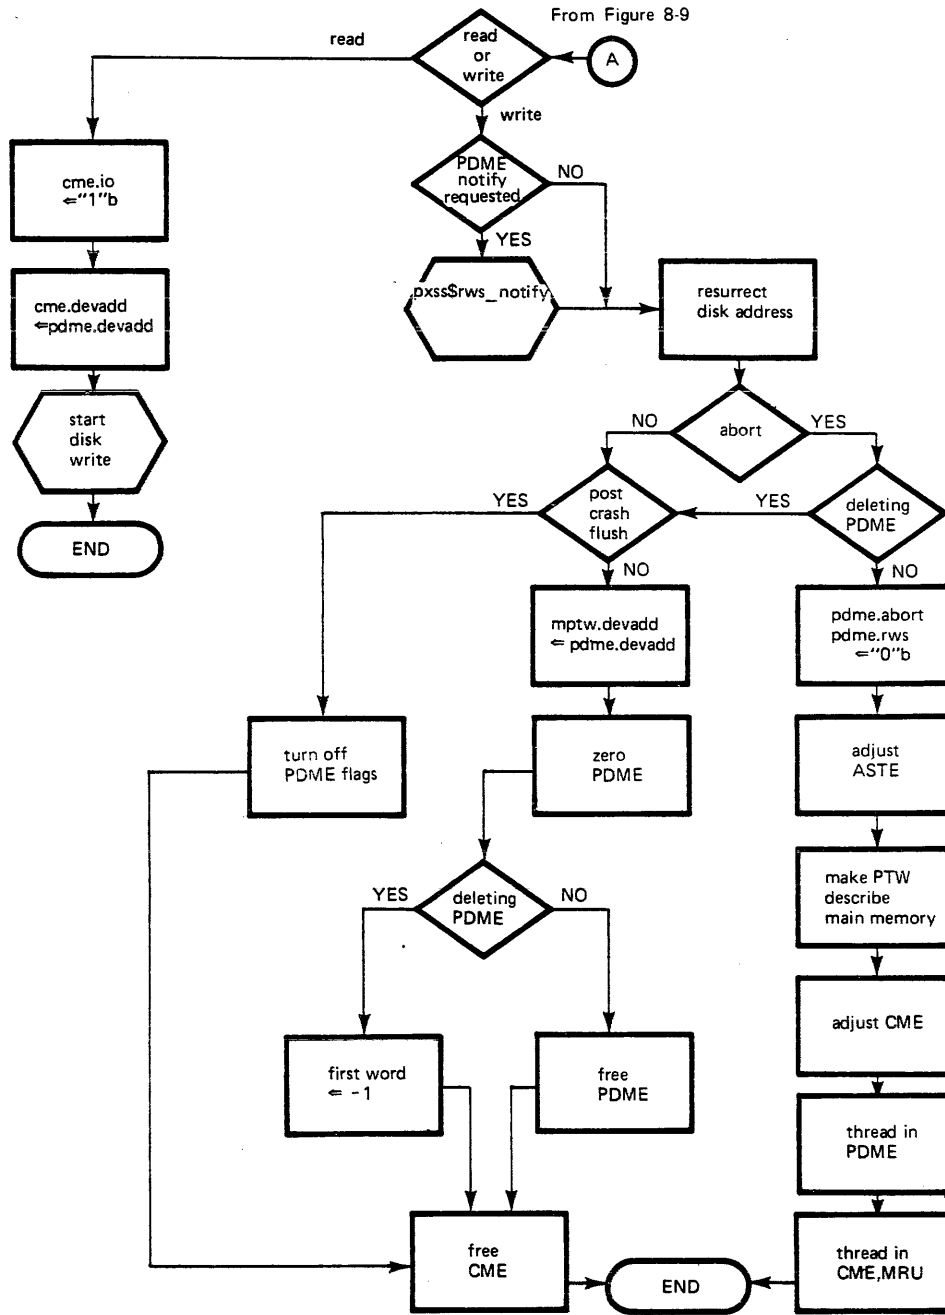 From Figure 8-9
read
read
or
write
A
write
PDME
notify
requested
NO
YES
cme.io
⇐"1"b
cme.devadd
⇐pdme.devadd
pxss$rws_notify
resurrect
disk address
start
disk
write
abort
NO
YES
END
post
crash
flush
YES
YES
deleting
PDME
NO
NO
mptw.devadd
⇐ pdme.devadd
pdme.abort
pdme.rws
⇐"0"b
turn off
PDME flags
zero
PDME
adjust
ASTE
deleting
PDME
YES
NO
make PTW
describe
main memory
first word
⇐ -1
free
PDME
adjust CME
thread in
PDME
free
CME
END
thread in
CME,MRU